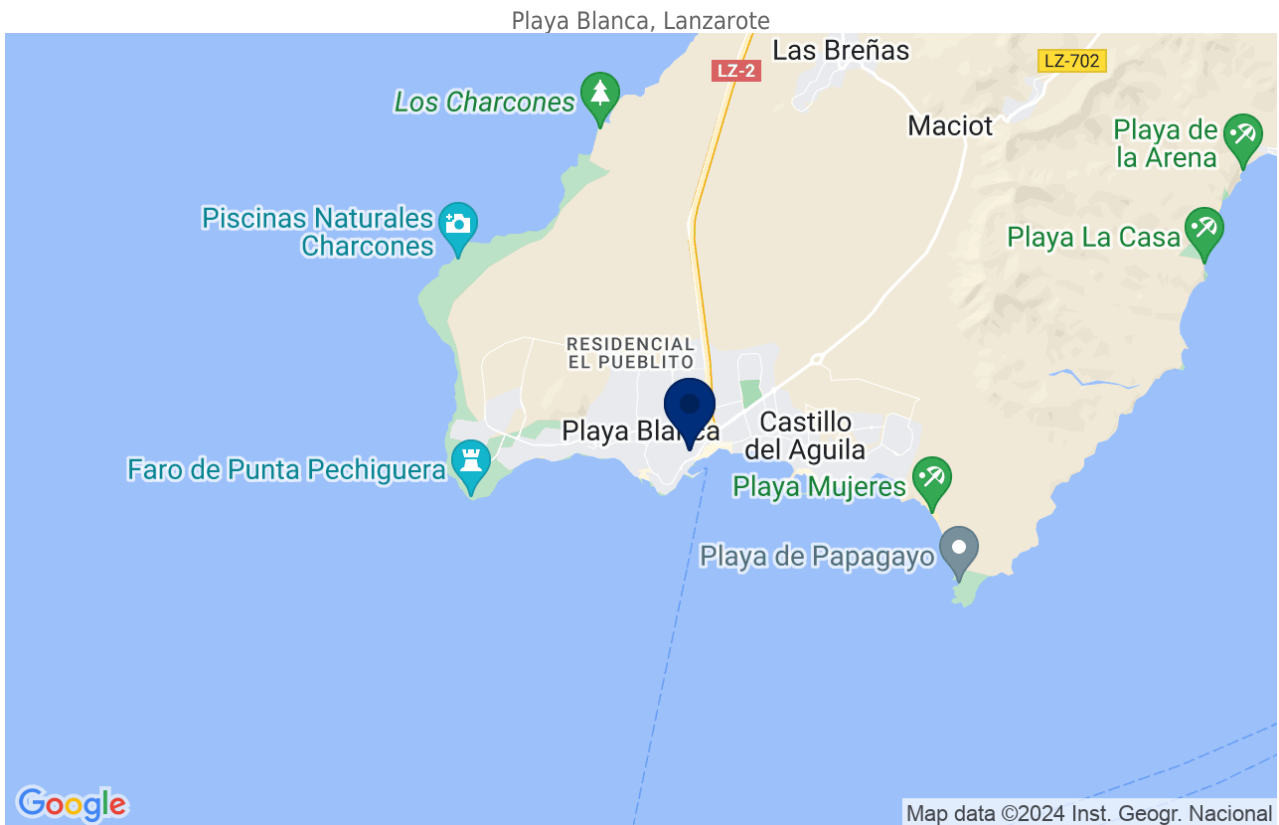 Playa Blanca, Lanzarote
Las Breñas
LZ-702
LZ-2
Los Charcones
Maciot
Playa de
la Arena
Piscinas Naturales
Charcones
Playa La Casa
RESIDENCIAL
EL PUEBLITO
Playa Blanca
Castillo
del Aguila
Faro de Punta Pechiguera
Playa Mujeres
Playa de Papagayo
Google
Map data ©2024 Inst. Geogr. Nacional